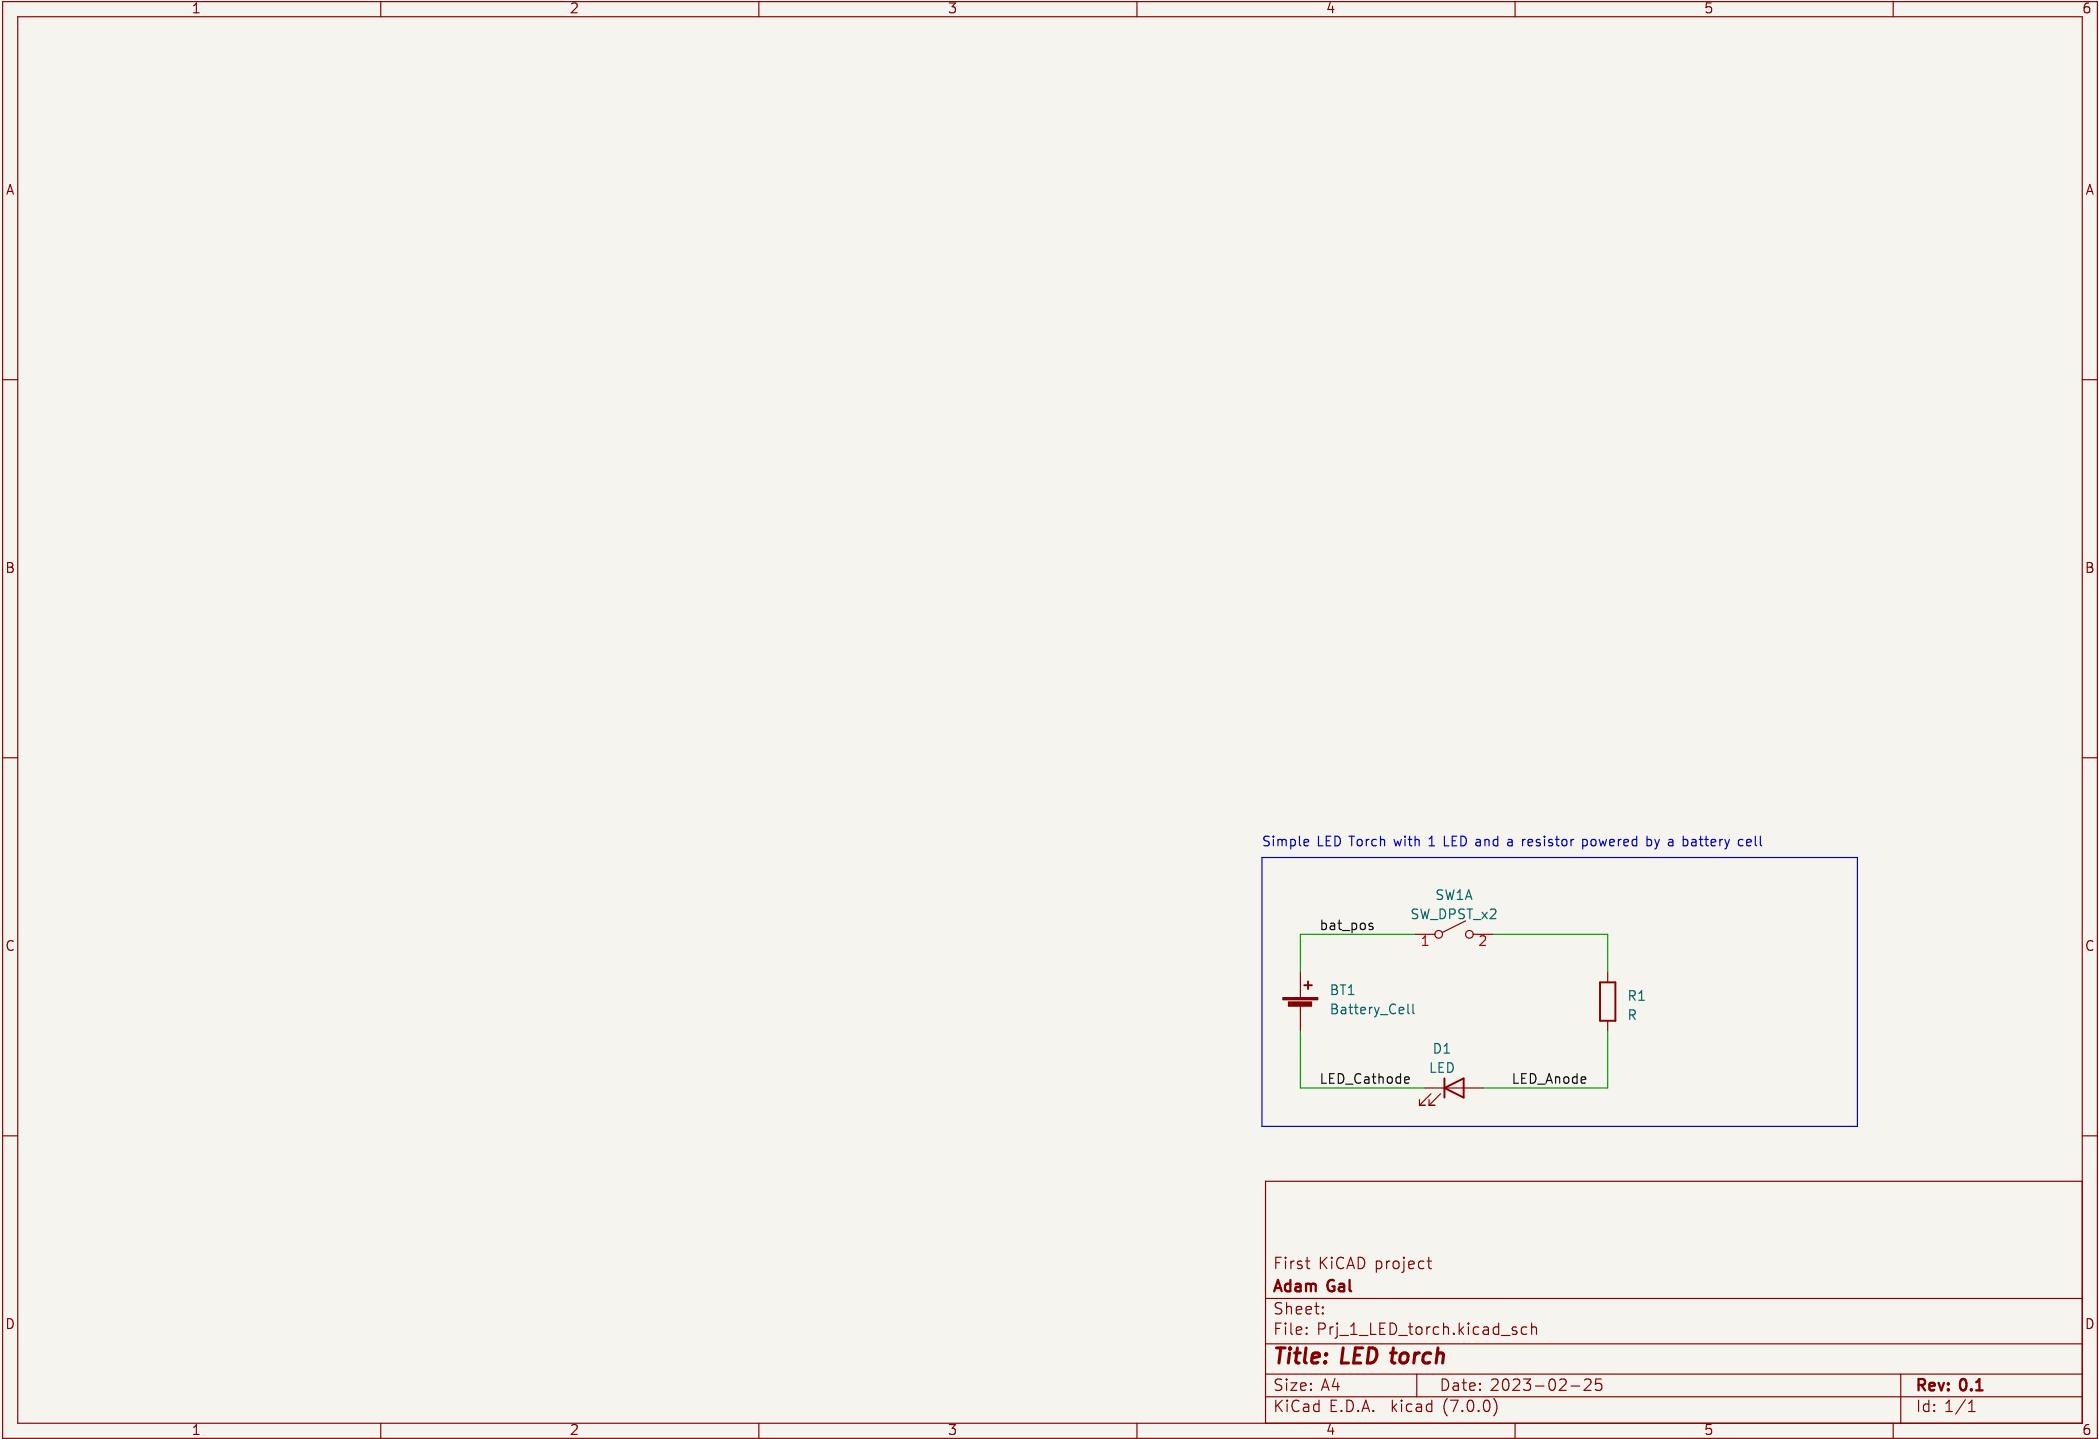 1 2 3 4 5 6
A A
B B
Simple LED Torch with 1 LED and a resistor powered by a battery cell
SW1A
SW_DPST_x2
bat_pos
1 2
C C
+
BT1
Battery_Cell
R1
R
D1
LED
LED_Cathode
LED_Anode
First KiCAD project
Adam Gal
Sheet:
File: Prj_1_LED_torch.kicad_sch
D D
Title: LED torch
Size: A4 Date: 2023-02-25 Rev: 0.1
KiCad E.D.A. kicad (7.0.0) Id: 1/1
1 2 3 4 5 6